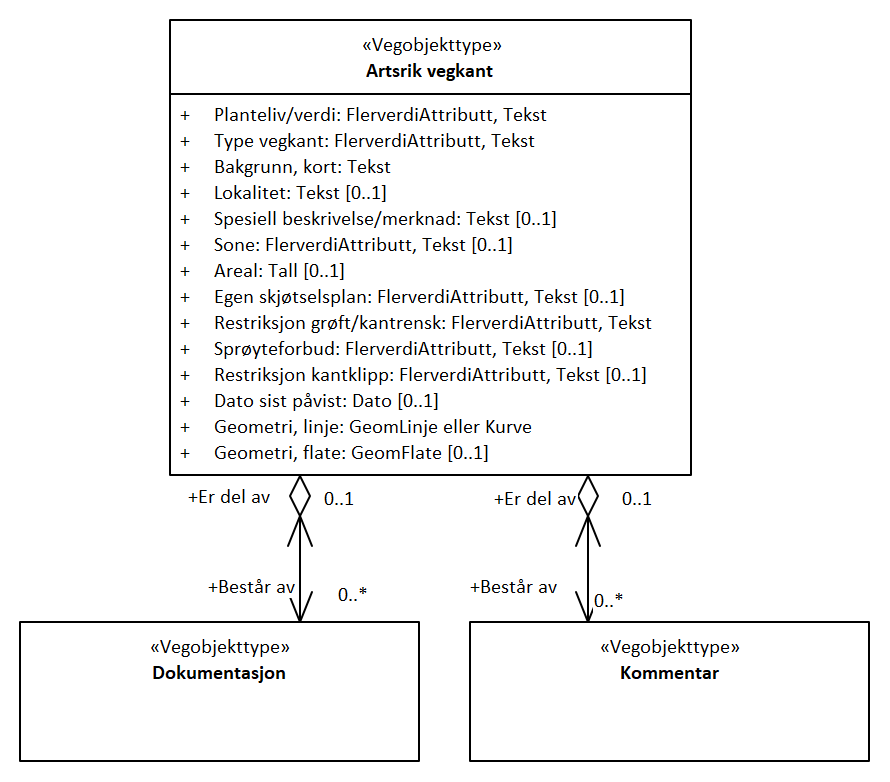 «Vegobjekttype»
Artsrik vegkant
+ Planteliv/verdi: FlerverdiAttributt, Tekst
+ Type vegkant: FlerverdiAttributt, Tekst
+ Bakgrunn, kort: Tekst
+ Lokalitet: Tekst [0..1]
+ Spesiell beskrivelse/merknad: Tekst [0..1]
+ Sone: FlerverdiAttributt, Tekst [0..1]
+ Areal: Tall [0..1]
+ Egen skjøtselsplan: FlerverdiAttributt, Tekst [0..1]
+ Restriksjon grøft/kantrensk: FlerverdiAttributt, Tekst
+ Sprøyteforbud: FlerverdiAttributt, Tekst [0..1]
+ Restriksjon kantklipp: FlerverdiAttributt, Tekst [0..1]
+ Dato sist påvist: Dato [0..1]
+ Geometri, linje: GeomLinje eller Kurve
+ Geometri, flate: GeomFlate [0..1]
+Er del av 0..1
+Er del av 0..1
+Består av 0..*
+Består av 0..*
«Vegobjekttype»
Dokumentasjon
«Vegobjekttype»
Kommentar